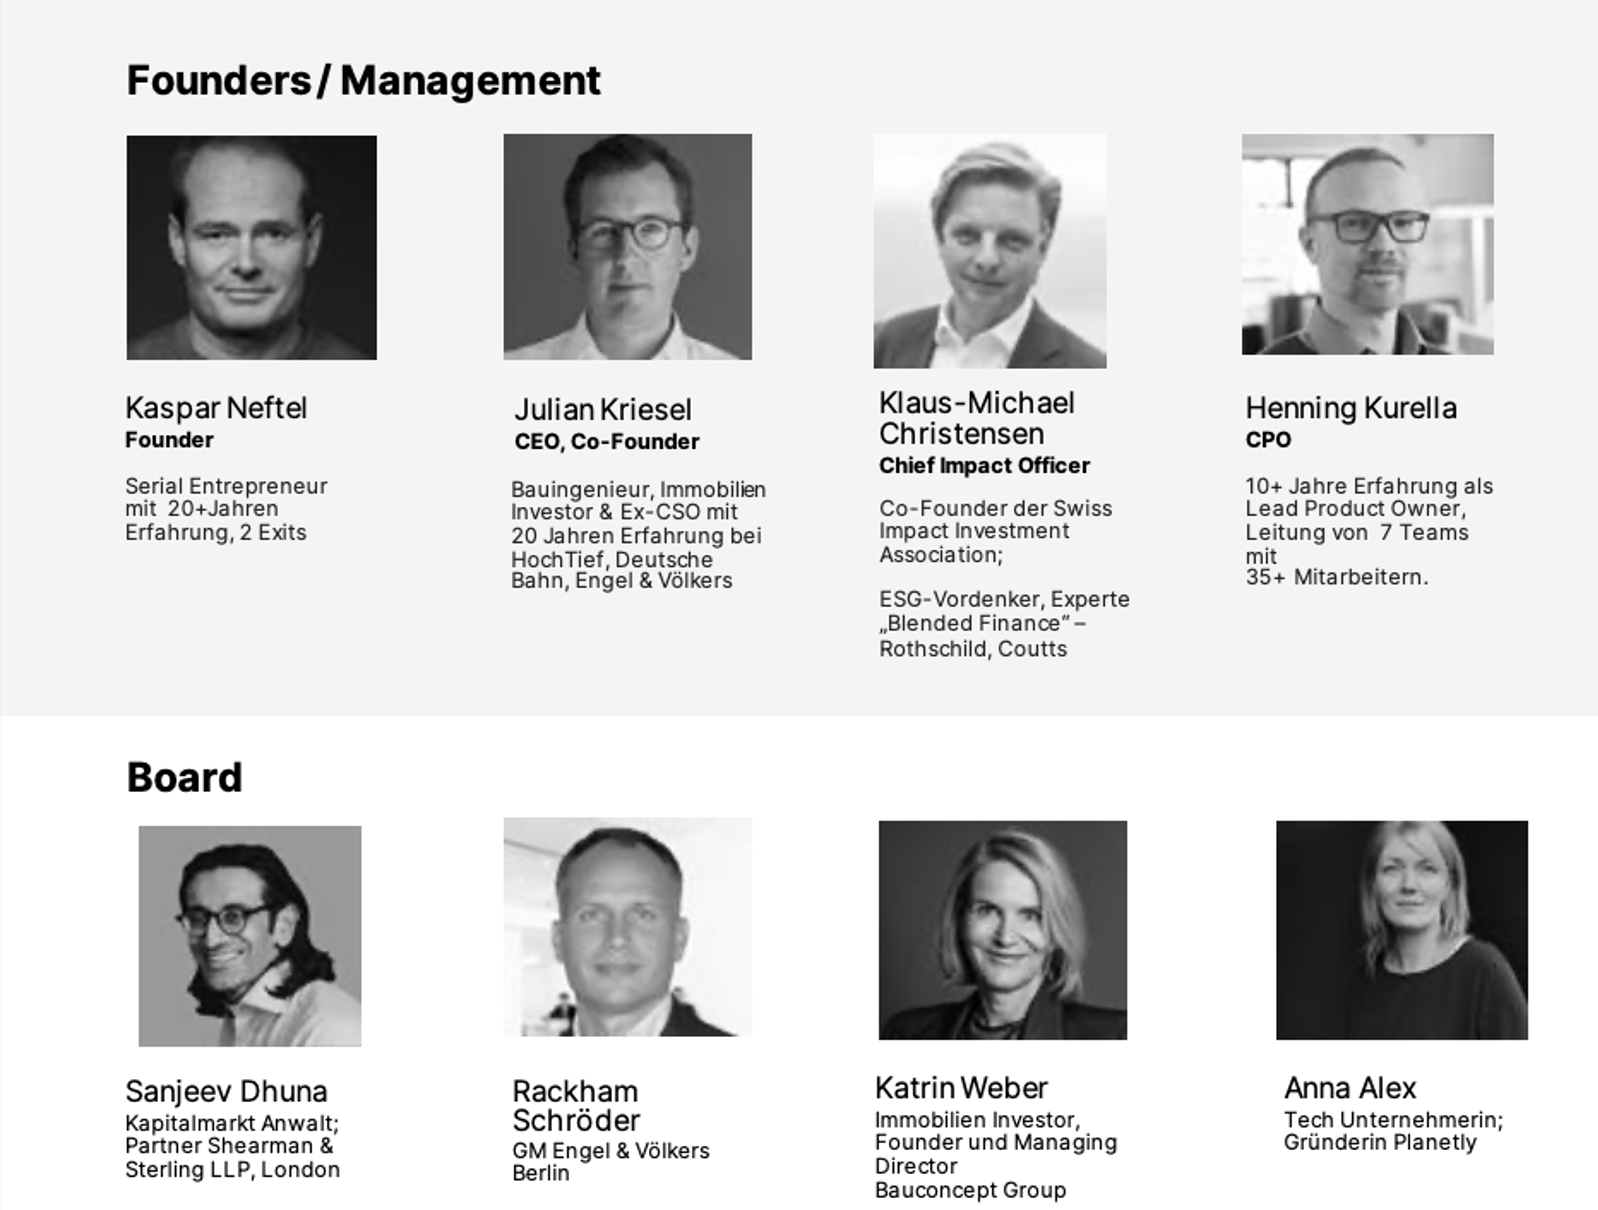 Founders / Management
Kaspar Neftel
Founder
Serial Entrepreneur
mit 20+Jahren
Erfahrung, 2 Exits
Julian Kriesel
CEO, Co-Founder
Bauingenieur, Immobilien
Investor & Ex-CSO mit
20 Jahren Erfahrung bei
HochTief, Deutsche
Bahn, Engel & Völkers
Klaus-Michael
Christensen
Chief Impact Officer
Co-Founder der Swiss
Impact Investment
Association;
ESG-Vordenker, Experte
„Blended Finance“ –
Rothschild, Coutts
Henning Kurella
CPO
10+ Jahre Erfahrung als
Lead Product Owner,
Leitung von 7 Teams
mit
35+ Mitarbeitern.
Board
Sanjeev Dhuna
Kapitalmarkt Anwalt;
Partner Shearman &
Sterling LLP, London
Rackham
Schröder
GM Engel & Völkers
Berlin
Katrin Weber
Immobilien Investor,
Founder und Managing
Director
Bauconcept Group
Anna Alex
Tech Unternehmerin;
Gründerin Planetly